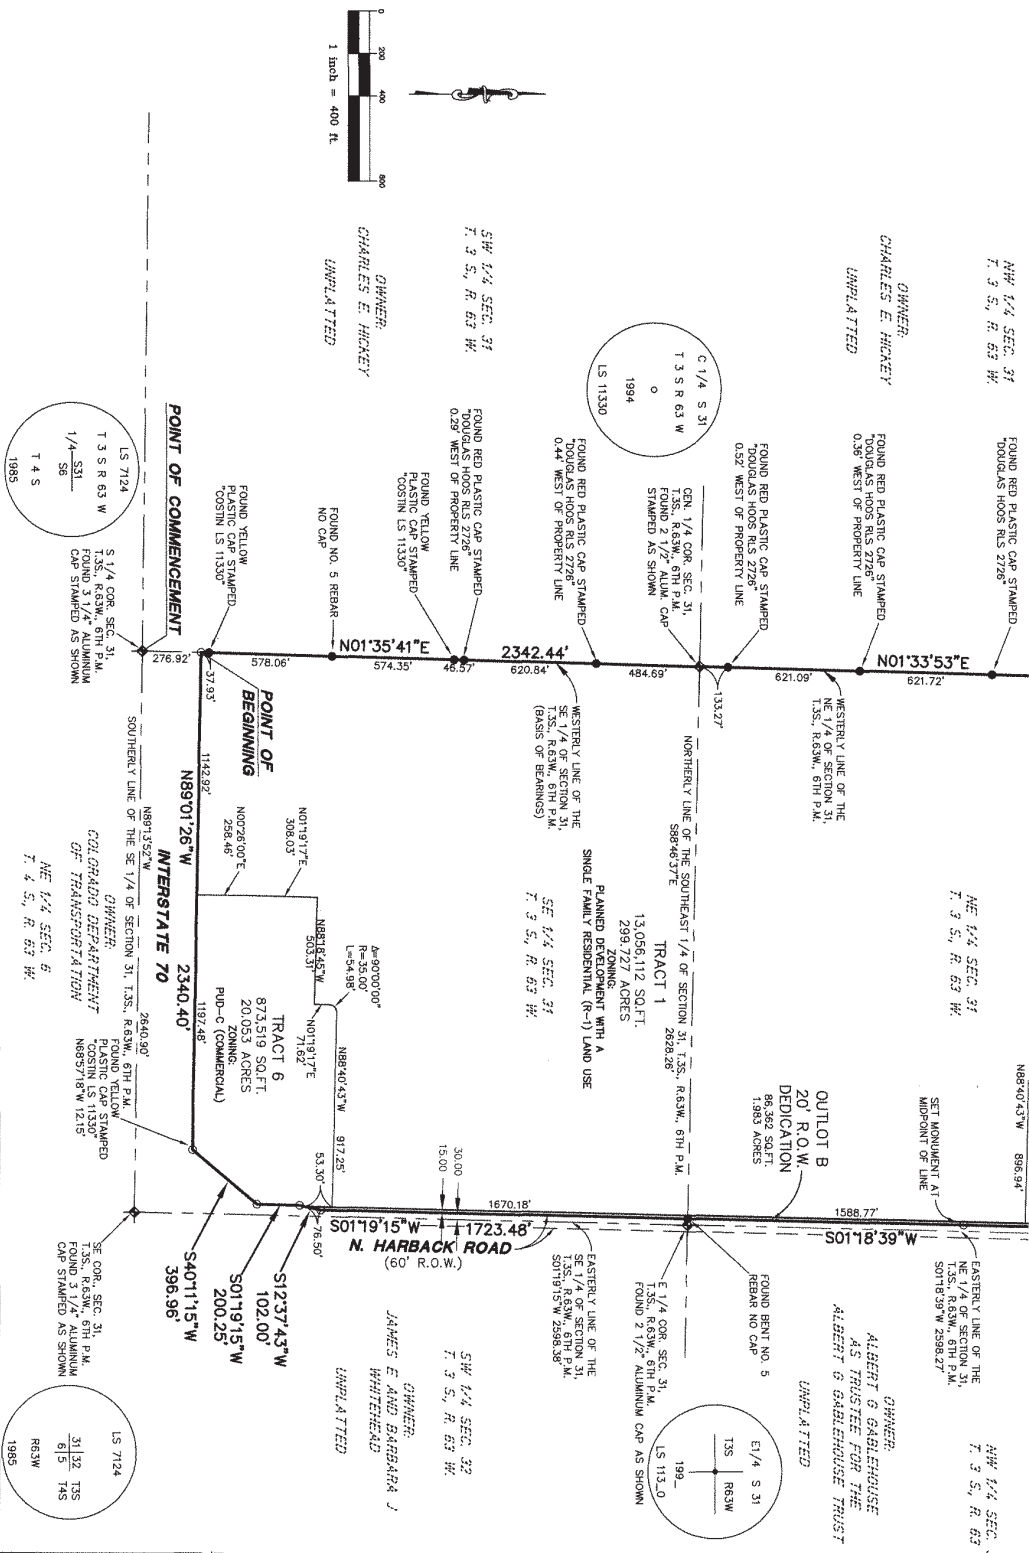 NW 1/4 SEC. 31
T. 3 S., R. 63 W.
OWNER:
CHARLES E. HICKEY
UNPLATTED
FOUND RED PLASTIC CAP STAMPED
"DOUGLAS HOOS RLS 2726"
FOUND RED PLASTIC CAP STAMPED
"DOUGLAS HOOS RLS 2726"
0.36' WEST OF PROPERTY LINE
FOUND RED PLASTIC CAP STAMPED
"DOUGLAS HOOS RLS 2726"
0.52' WEST OF PROPERTY LINE
C 1/4 S 31
T 3 S R 63 W
1994
LS 11330
CEN. 1/4 COR. SEC. 31,
T.3S., R.63W., 6TH P.M.
FOUND 2 1/2" ALUM. CAP
STAMPED AS SHOWN
FOUND RED PLASTIC CAP STAMPED
"DOUGLAS HOOS RLS 2726"
0.44' WEST OF PROPERTY LINE
SW 1/4 SEC. 31
T. 3 S., R. 63 W.
OWNER:
CHARLES E. HICKEY
UNPLATTED
FOUND RED PLASTIC CAP STAMPED
"DOUGLAS HOOS RLS 2726"
0.29' WEST OF PROPERTY LINE
FOUND YELLOW
PLASTIC CAP STAMPED
"COSTIN LS 11330"
FOUND NO. 5 REBAR
NO CAP
FOUND YELLOW
PLASTIC CAP STAMPED
"COSTIN LS 11330"
0
200
400
800
1 inch = 400 ft.
POINT OF COMMENCEMENT
LS 7124
T 3 S R 63 W
1/4 S31
S6
T 4 S
1985
S 1/4 COR. SEC. 31,
T.3S., R.63W., 6TH P.M.
FOUND 3 1/4" ALUMINUM
CAP STAMPED AS SHOWN
N01°33'53"E
621.72'
621.09'
133.27'
484.69'
2342.44'
620.84'
46.57'
N01°35'41"E
574.35'
578.06'
37.93'
276.92'
WESTERLY LINE OF THE
NE 1/4 OF SECTION 31,
T.3S., R.63W., 6TH P.M.
WESTERLY LINE OF THE
SE 1/4 OF SECTION 31,
T.3S., R.63W., 6TH P.M.
(BASIS OF BEARINGS)
POINT OF
BEGINNING
NE 1/4 SEC. 31
T. 3 S., R. 63 W.
NORTHERLY LINE OF THE SOUTHEAST 1/4 OF SECTION 31, T.3S., R.63W., 6TH P.M.
S88°46'37"E
2628.26'
TRACT 1
13,056,112 SQ.FT.
299.727 ACRES
ZONING:
PLANNED DEVELOPMENT WITH A
SINGLE FAMILY RESIDENTIAL (R-1) LAND USE
SE 1/4 SEC. 31
T. 3 S., R. 63 W.
Δ=90°00'00"
R=35.00'
L=54.98'
N01°19'17"E
308.03'
N88°18'45"W
503.31'
N01°19'17"E
71.62'
N88°40'43"W
917.25'
N00°26'00"E
258.46'
TRACT 6
873,519 SQ.FT.
20.053 ACRES
ZONING:
PUD-C (COMMERCIAL)
1142.92'
N89°01'26"W
2340.40'
1197.48'
INTERSTATE 70
N89°13'52"W
2640.90'
SOUTHERLY LINE OF THE SE 1/4 OF SECTION 31, T.3S., R.63W., 6TH P.M.
OWNER:
COLORADO DEPARTMENT
OF TRANSPORTATION
NE 1/4 SEC. 6
T. 4 S., R. 63 W.
FOUND YELLOW
PLASTIC CAP STAMPED
"COSTIN LS 11330"
N68°57'18"W 12.15'
N88°40'43"W
896.94'
SET MONUMENT AT
MIDPOINT OF LINE
OUTLOT B
20' R.O.W.
DEDICATION
86,362 SQ.FT.
1.983 ACRES
1588.77'
S01°18'39"W
30.00
15.00
1670.18'
S01°19'15"W
1723.48'
N. HARBACK ROAD
(60' R.O.W.)
53.30'
76.50'
S12°37'43"W
102.00'
S01°19'15"W
200.25'
S40°11'15"W
396.96'
EASTERLY LINE OF THE
NE 1/4 OF SECTION 31,
T.3S., R.63W., 6TH P.M.
S01°18'39"W 2598.27'
FOUND BENT NO. 5
REBAR NO CAP
E 1/4 COR. SEC. 31,
T.3S., R.63W., 6TH P.M.
FOUND 2 1/2" ALUMINUM CAP AS SHOWN
EASTERLY LINE OF THE
SE 1/4 OF SECTION 31,
T.3S., R.63W., 6TH P.M.
S01°19'15"W 2598.38'
NW 1/4 SEC.
T. 3 S., R. 63
OWNER:
ALBERT G GABLEHOUSE
AS TRUSTEE FOR THE
ALBERT G GABLEHOUSE TRUST
UNPLATTED
E1/4 S 31
T3S R63W
199_
LS 113_0
SW 1/4 SEC. 32
T. 3 S., R. 63 W.
OWNER:
JAMES E AND BARBARA J
WHITEHEAD
UNPLATTED
SE COR., SEC. 31,
T.3S., R.63W., 6TH P.M.
FOUND 3 1/4" ALUMINUM
CAP STAMPED AS SHOWN
LS 7124
31 32 T3S
6 5 T4S
R63W
1985